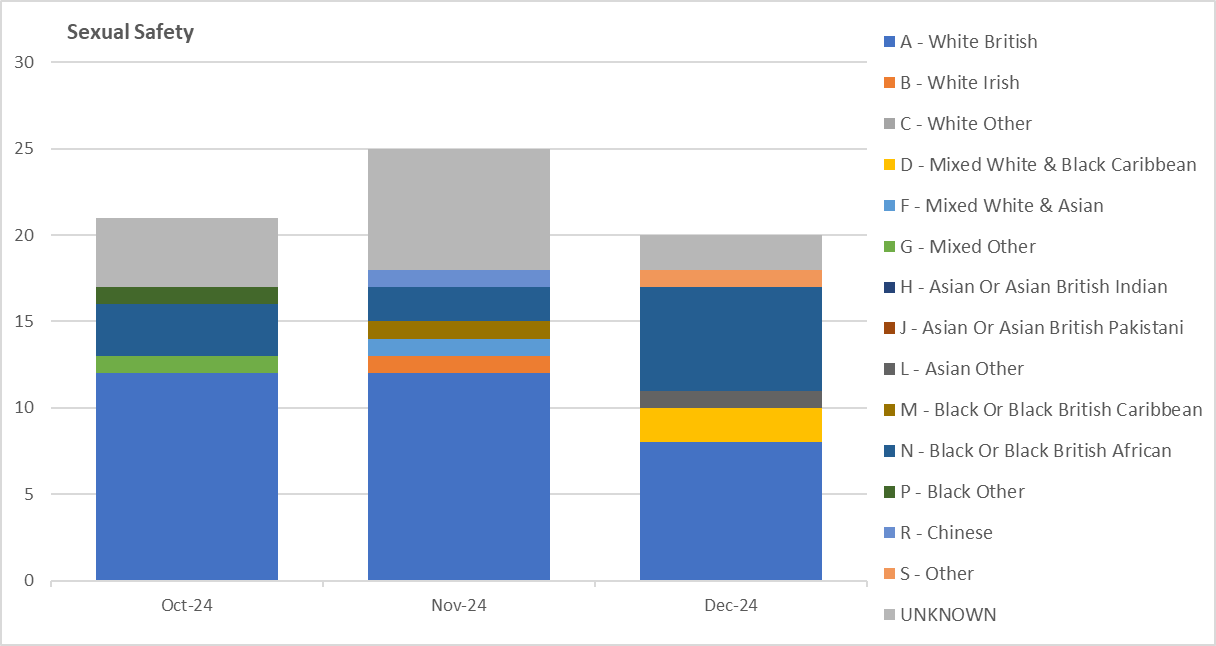 Sexual Safety
30
25
20
15
10
5
0
Oct-24
Nov-24
Dec-24
A - White British
B - White Irish
C - White Other
D - Mixed White & Black Caribbean
F - Mixed White & Asian
G - Mixed Other
H - Asian Or Asian British Indian
J - Asian Or Asian British Pakistani
L - Asian Other
M - Black Or Black British Caribbean
N - Black Or Black British African
P - Black Other
R - Chinese
S - Other
UNKNOWN